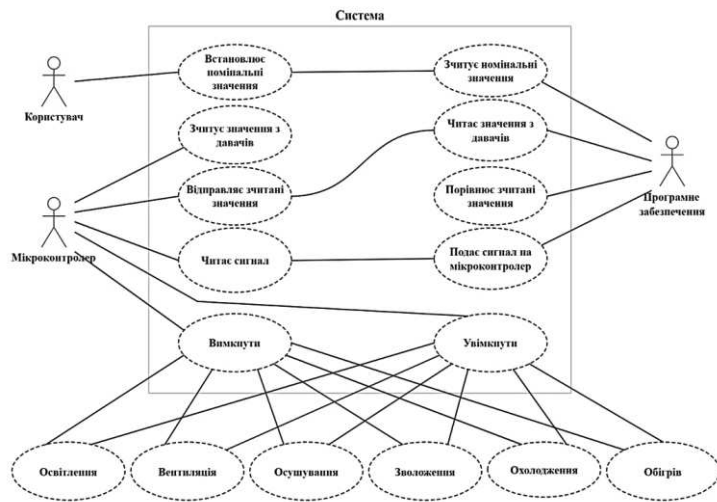 Система
Встановлює
номінальні
значення
Зчитує номінальні
значення
Користувач
Зчитує значення з
давачів
Читає значення з
давачів
Відправляє зчитані
значення
Порівнює зчитані
значення
Програмне
забезпечення
Мікроконтролер
Читає сигнал
Подає сигнал на
мікроконтролер
Вимкнути
Увімкнути
Освітлення
Вентиляція
Осушування
Зволоження
Охолодження
Обігрів